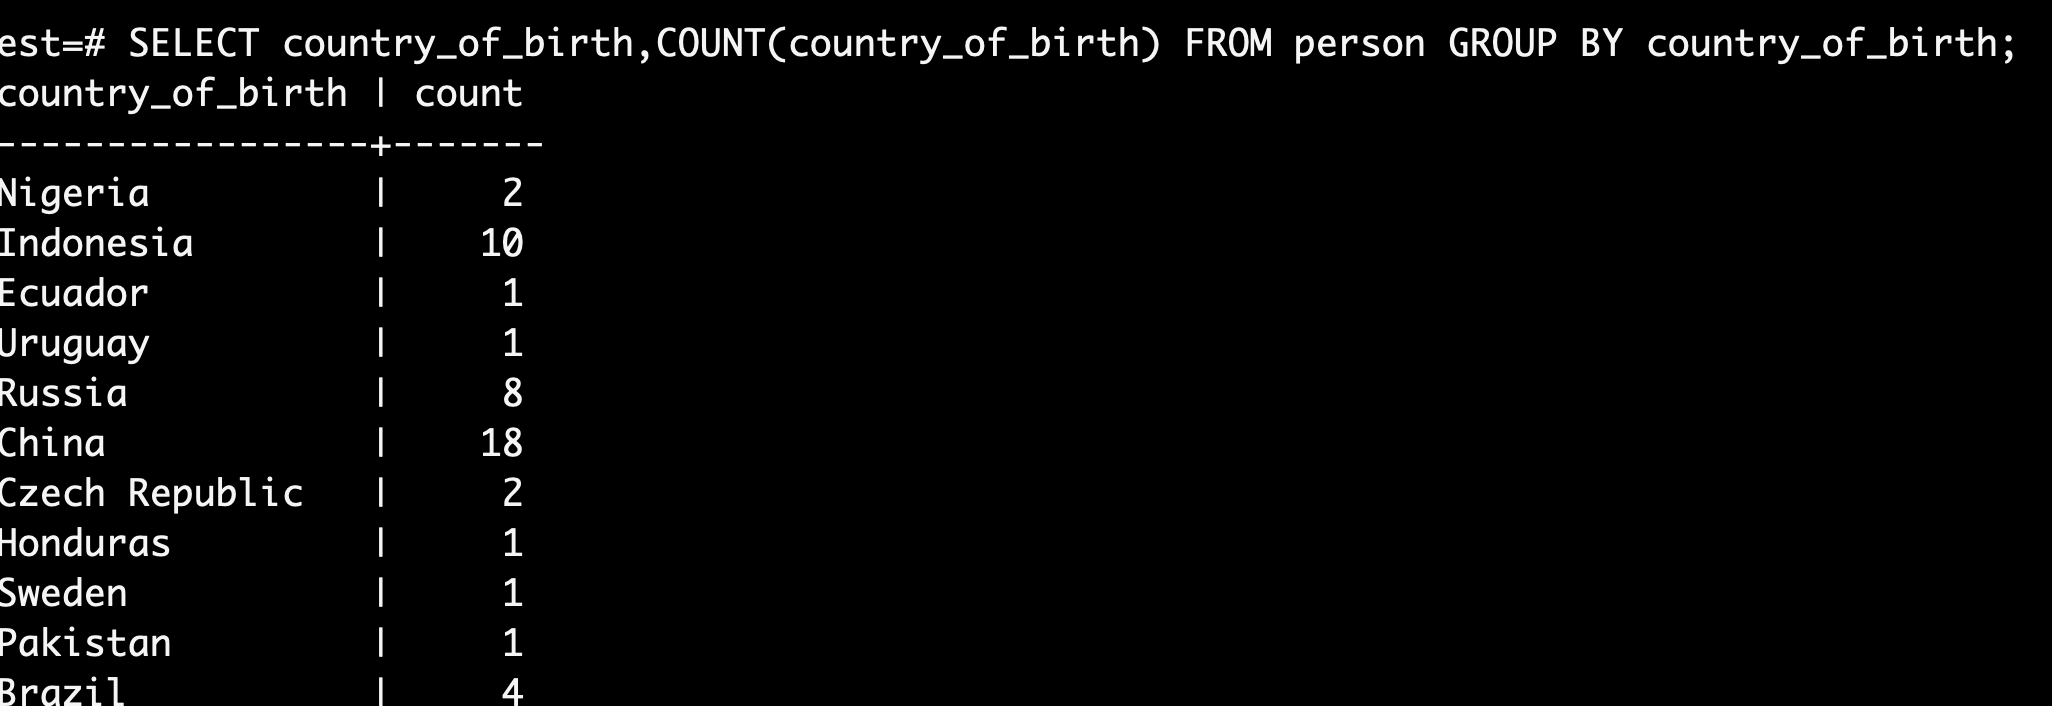 est=# SELECT country_of_birth,COUNT(country_of_birth) FROM person GROUP BY country_of_birth;
country_of_birth | count
-----------------+-------
Nigeria          |     2
Indonesia        |    10
Ecuador          |     1
Uruguay          |     1
Russia           |     8
China            |    18
Czech Republic   |     2
Honduras         |     1
Sweden           |     1
Pakistan         |     1
Brazil           |     4